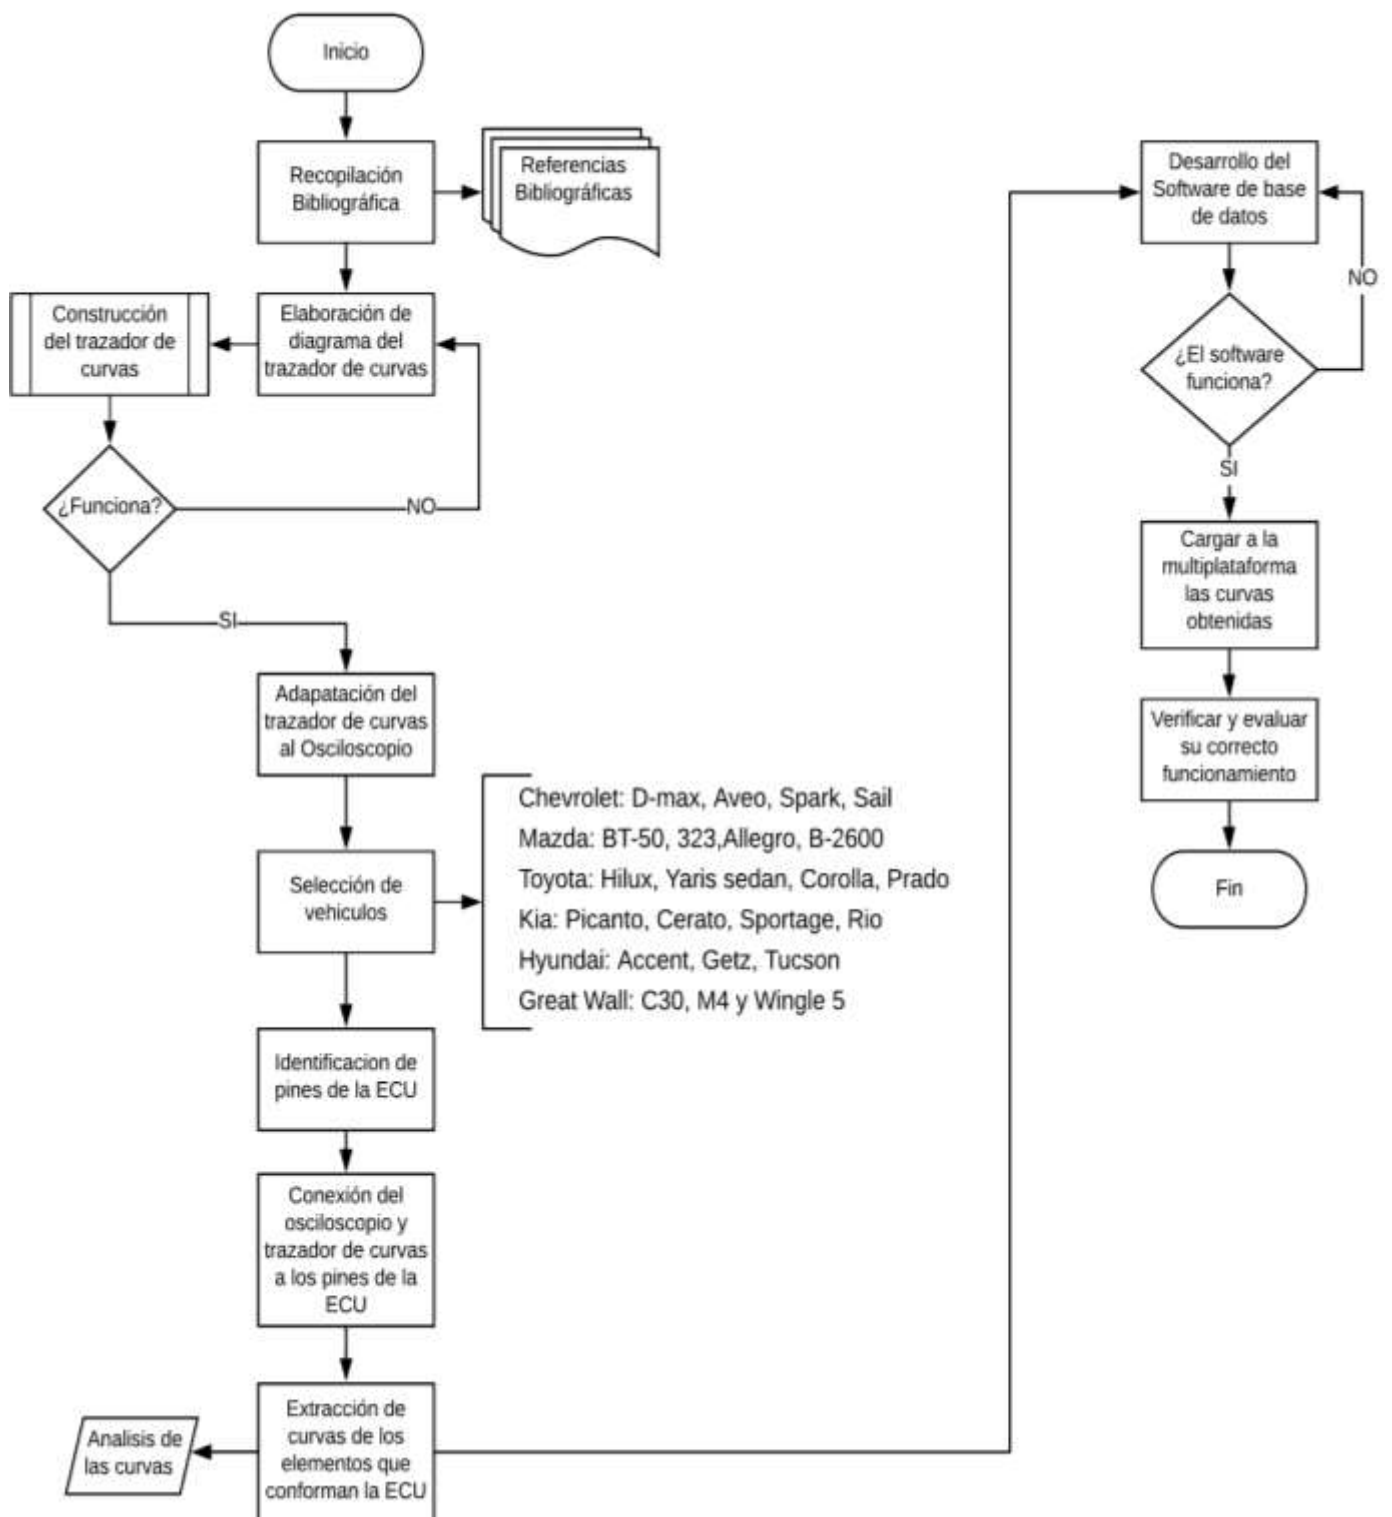 Inicio
Recopilación
Bibliográfica
Referencias
Bibliográficas
Elaboración de
diagrama del
trazador de curvas
Construcción
del trazador de
curvas
¿Funciona?
NO
SI
Adapatación del
trazador de curvas
al Osciloscopio
Selección de
vehiculos
Chevrolet: D-max, Aveo, Spark, Sail
Mazda: BT-50, 323,Allegro, B-2600
Toyota: Hilux, Yaris sedan, Corolla, Prado
Kia: Picanto, Cerato, Sportage, Rio
Hyundai: Accent, Getz, Tucson
Great Wall: C30, M4 y Wingle 5
Identificacion de
pines de la ECU
Conexión del
osciloscopio y
trazador de curvas
a los pines de la
ECU
Extracción de
curvas de los
elementos que
conforman la ECU
Analisis de
las curvas
Desarrollo del
Software de base
de datos
NO
¿El software
funciona?
SI
Cargar a la
multiplataforma
las curvas
obtenidas
Verificar y evaluar
su correcto
funcionamiento
Fin